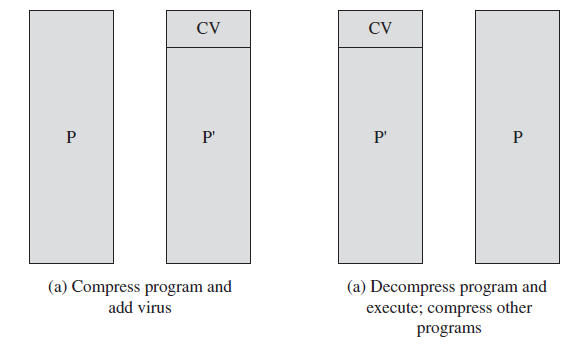 CV
CV
P
P'
P'
P
(a) Compress program and
add virus
(a) Decompress program and
execute; compress other
programs